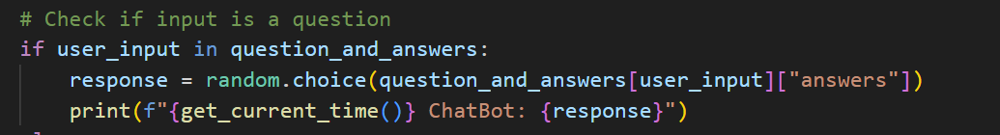 # Check if input is a question
if user_input in question_and_answers:
    response = random.choice(question_and_answers[user_input]["answers"])
    print(f"{get_current_time()} ChatBot: {response}")